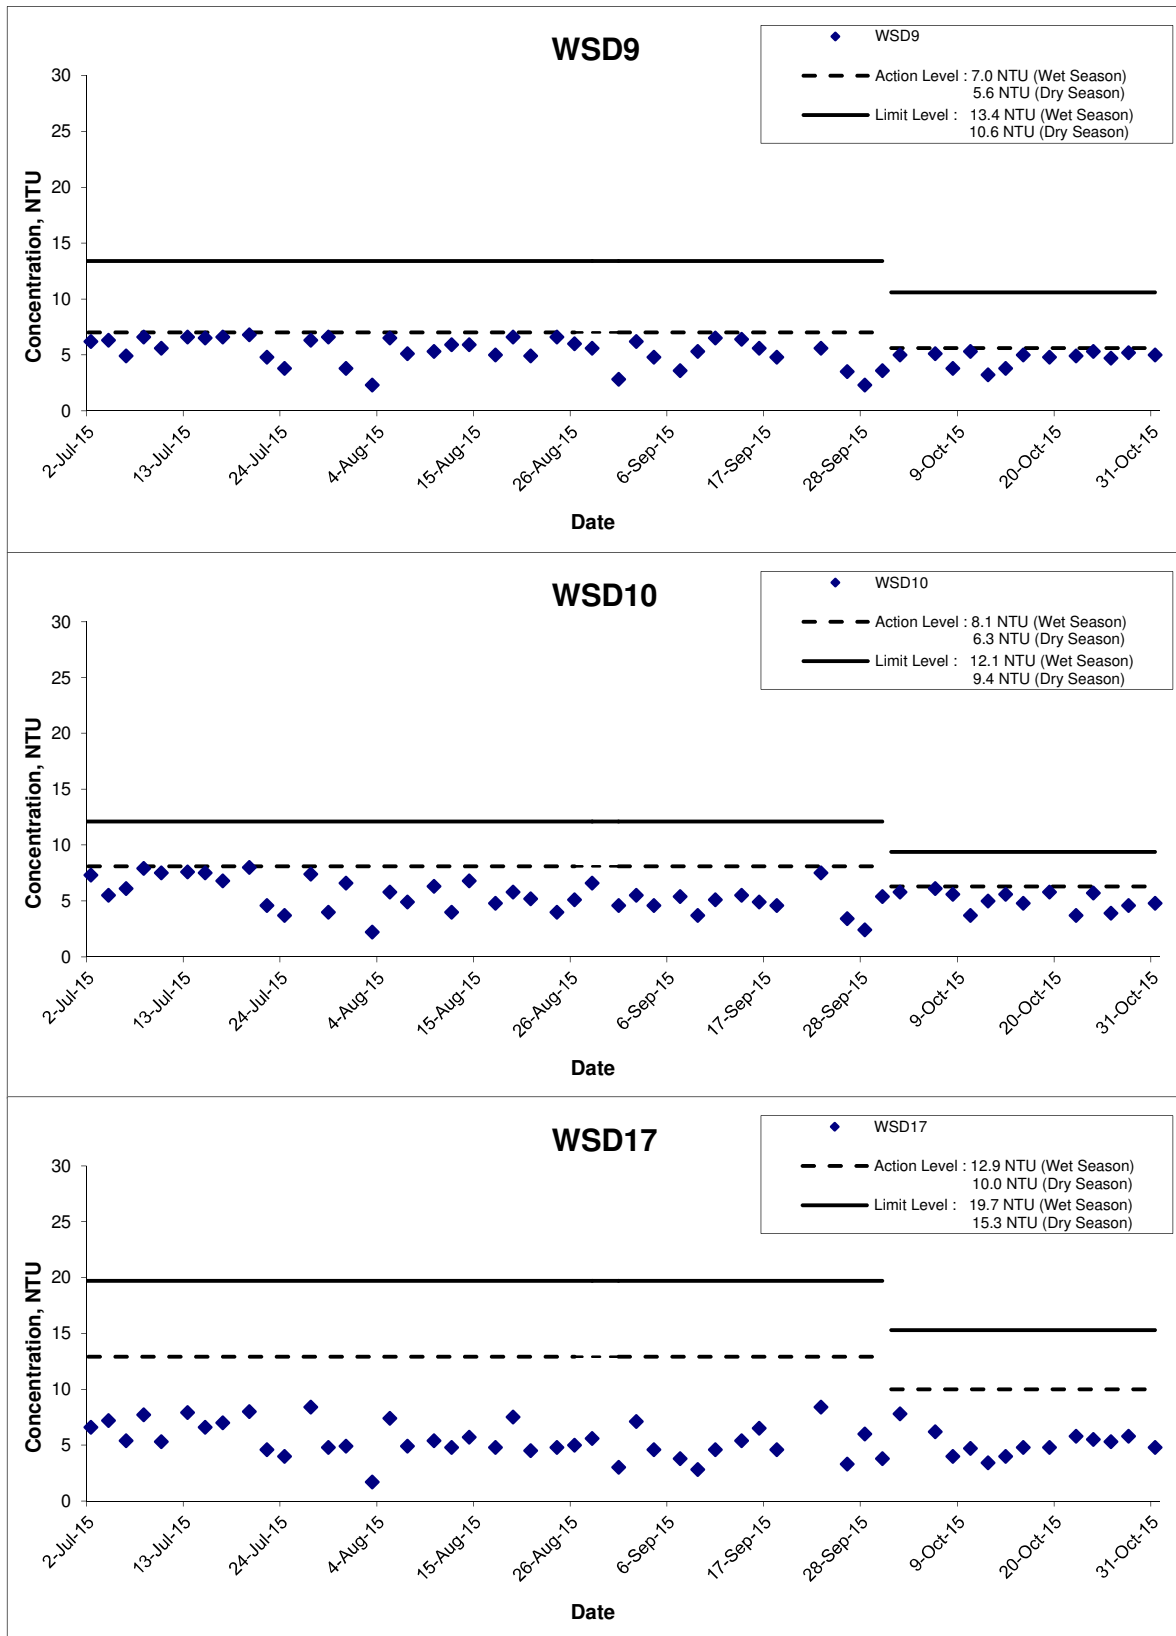 WSD9
WSD9
Action Level : 7.0 NTU (Wet Season)
5.6 NTU (Dry Season)
Limit Level : 13.4 NTU (Wet Season)
10.6 NTU (Dry Season)
Concentration, NTU
30
25
20
15
10
5
0
2-Jul-15
13-Jul-15
24-Jul-15
4-Aug-15
15-Aug-15
26-Aug-15
6-Sep-15
17-Sep-15
28-Sep-15
9-Oct-15
20-Oct-15
31-Oct-15
Date
WSD10
WSD10
Action Level : 8.1 NTU (Wet Season)
6.3 NTU (Dry Season)
Limit Level : 12.1 NTU (Wet Season)
9.4 NTU (Dry Season)
Concentration, NTU
30
25
20
15
10
5
0
2-Jul-15
13-Jul-15
24-Jul-15
4-Aug-15
15-Aug-15
26-Aug-15
6-Sep-15
17-Sep-15
28-Sep-15
9-Oct-15
20-Oct-15
31-Oct-15
Date
WSD17
WSD17
Action Level : 12.9 NTU (Wet Season)
10.0 NTU (Dry Season)
Limit Level : 19.7 NTU (Wet Season)
15.3 NTU (Dry Season)
Concentration, NTU
30
25
20
15
10
5
0
2-Jul-15
13-Jul-15
24-Jul-15
4-Aug-15
15-Aug-15
26-Aug-15
6-Sep-15
17-Sep-15
28-Sep-15
9-Oct-15
20-Oct-15
31-Oct-15
Date